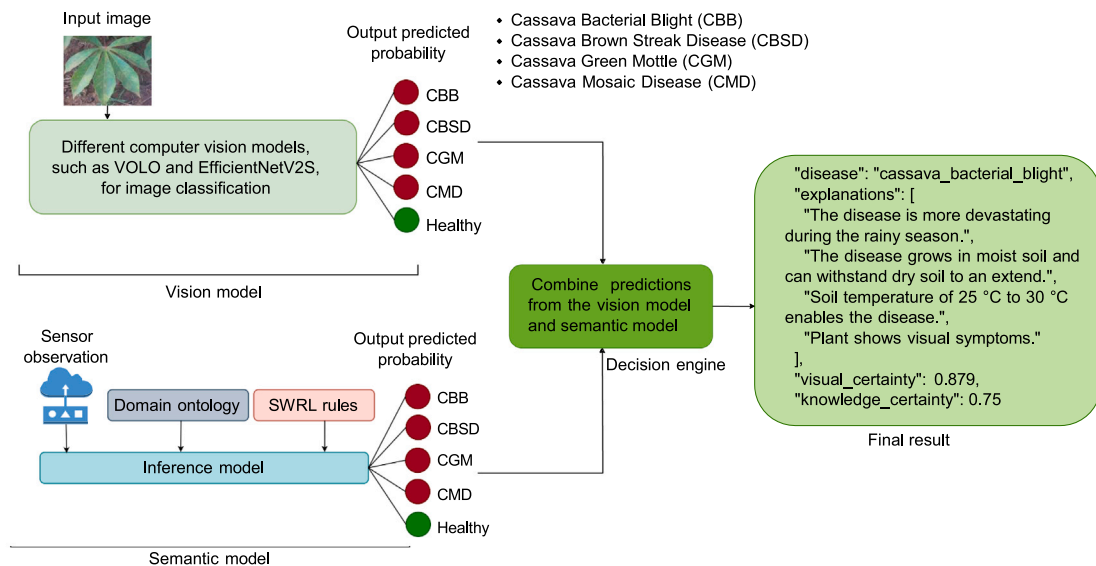 Input image
Output predicted
probability
• Cassava Bacterial Blight (CBB)
• Cassava Brown Streak Disease (CBSD)
• Cassava Green Mottle (CGM)
• Cassava Mosaic Disease (CMD)
Different computer vision models,
such as VOLO and EfficientNetV2S,
for image classification
CBB
CBSD
CGM
CMD
Healthy
Vision model
Sensor
observation
Domain ontology
SWRL rules
Inference model
Output predicted
probability
CBB
CBSD
CGM
CMD
Healthy
Semantic model
Combine predictions
from the vision model
and semantic model
Decision engine
"disease": "cassava_bacterial_blight",
"explanations": [
"The disease is more devastating
during the rainy season.",
"The disease grows in moist soil and
can withstand dry soil to an extend.",
"Soil temperature of 25 °C to 30 °C
enables the disease.",
"Plant shows visual symptoms."
],
"visual_certainty": 0.879,
"knowledge_certainty": 0.75
Final result